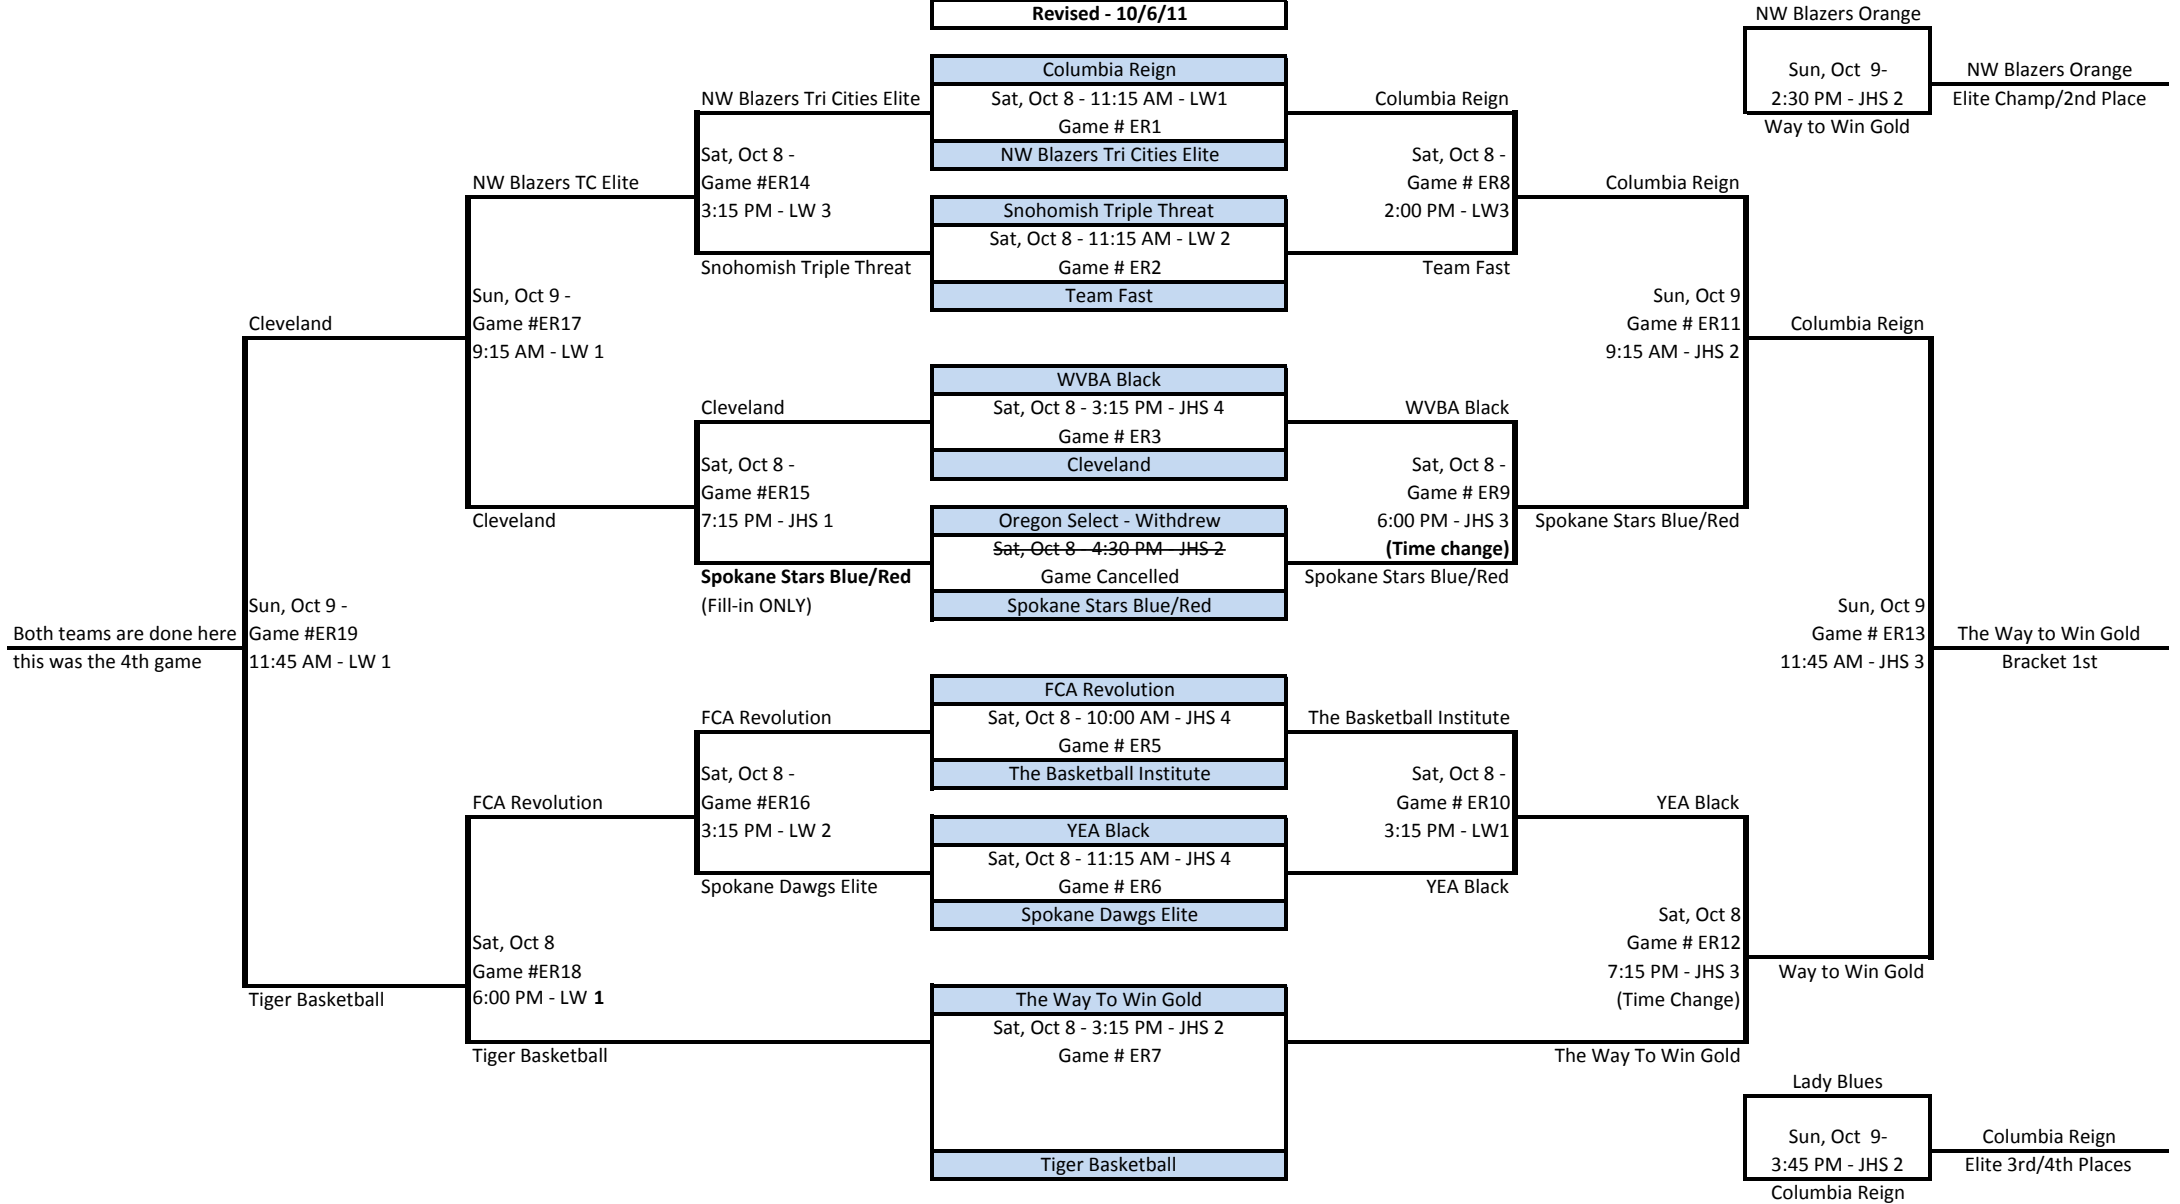 Revised - 10/6/11
NW Blazers Orange
Sun, Oct  9-
2:30 PM - JHS 2
Way to Win Gold
NW Blazers Orange
Elite Champ/2nd Place
Columbia Reign
Sat, Oct 8 - 11:15 AM - LW1
Game # ER1
NW Blazers Tri Cities Elite
Snohomish Triple Threat
Sat, Oct 8 - 11:15 AM - LW 2
Game # ER2
Team Fast
WVBA Black
Sat, Oct 8 - 3:15 PM - JHS 4
Game # ER3
Cleveland
Oregon Select - Withdrew
Sat, Oct 8 - 4:30 PM - JHS 2
Game Cancelled
Spokane Stars Blue/Red
FCA Revolution
Sat, Oct 8 - 10:00 AM - JHS 4
Game # ER5
The Basketball Institute
YEA Black
Sat, Oct 8 - 11:15 AM - JHS 4
Game # ER6
Spokane Dawgs Elite
The Way To Win Gold
Sat, Oct 8 - 3:15 PM - JHS 2
Game # ER7
Tiger Basketball
NW Blazers Tri Cities Elite
Sat, Oct 8 -
Game #ER14
3:15 PM - LW 3
Snohomish Triple Threat
Cleveland
Sat, Oct 8 -
Game #ER15
7:15 PM - JHS 1
Spokane Stars Blue/Red
(Fill-in ONLY)
FCA Revolution
Sat, Oct 8 -
Game #ER16
3:15 PM - LW 2
Spokane Dawgs Elite
NW Blazers TC Elite
Sun, Oct 9 -
Game #ER17
9:15 AM - LW 1
Cleveland
FCA Revolution
Sat, Oct 8
Game #ER18
6:00 PM - LW 1
Tiger Basketball
Cleveland
Sun, Oct 9 -
Game #ER19
11:45 AM - LW 1
Tiger Basketball
Both teams are done here
this was the 4th game
Columbia Reign
Sat, Oct 8 -
Game # ER8
2:00 PM - LW3
Team Fast
WVBA Black
Sat, Oct 8 -
Game # ER9
6:00 PM - JHS 3
(Time change)
Spokane Stars Blue/Red
The Basketball Institute
Sat, Oct 8 -
Game # ER10
3:15 PM - LW1
YEA Black
Columbia Reign
Sun, Oct 9
Game # ER11
9:15 AM - JHS 2
Spokane Stars Blue/Red
YEA Black
Sat, Oct 8
Game # ER12
7:15 PM - JHS 3
(Time Change)
The Way To Win Gold
Columbia Reign
Sun, Oct 9
Game # ER13
11:45 AM - JHS 3
Way to Win Gold
The Way to Win Gold
Bracket 1st
Lady Blues
Sun, Oct  9-
3:45 PM - JHS 2
Columbia Reign
Columbia Reign
Elite 3rd/4th Places